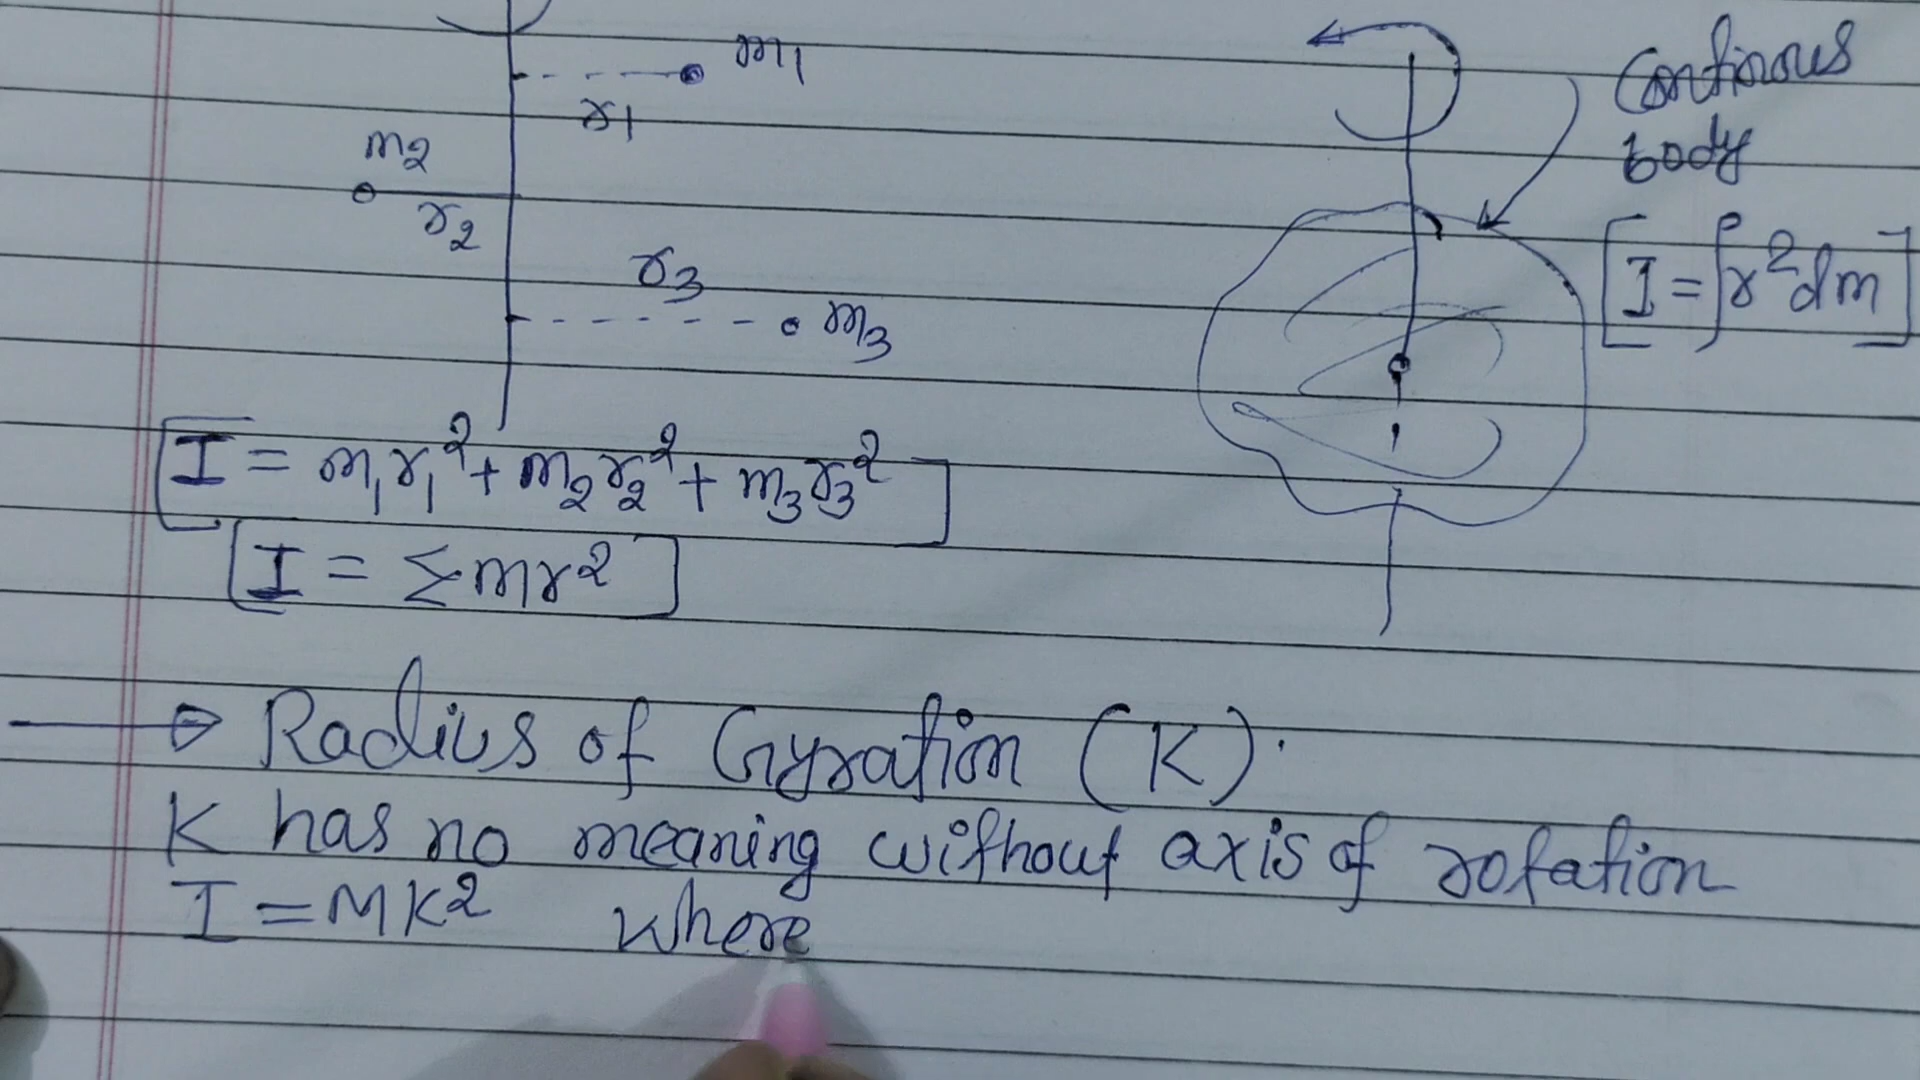 m1
r1
m2
r2
r3
m3
Continous
body
I = ∫r²dm
I = m₁r₁² + m₂r₂² + m₃r₃²
I = Σmr²
→ Radius of Gyration (K).
K has no meaning without axis of rotation
I = MK² where